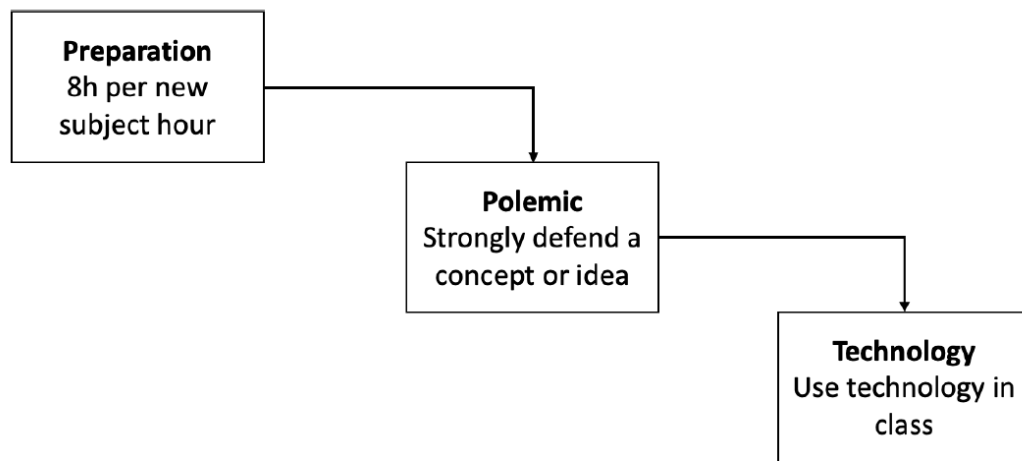 Preparation
8h per new
subject hour
Polemic
Strongly defend a
concept or idea
Technology
Use technology in
class